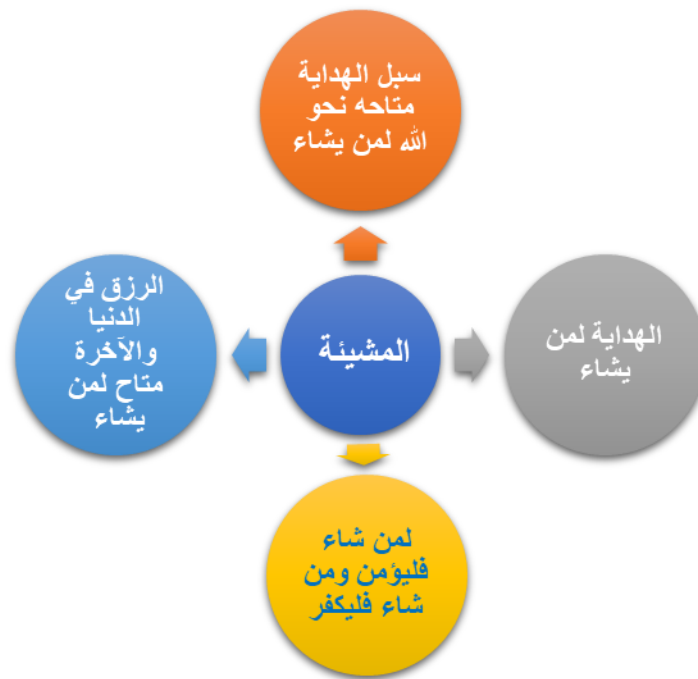 سبل الهداية
متاحه نحو
الله لمن يشاء
الهداية لمن
يشاء
المشيئة
الرزق في
الدنيا
والآخرة
متاح لمن
يشاء
لمن شاء
فليؤمن ومن
شاء فليكفر